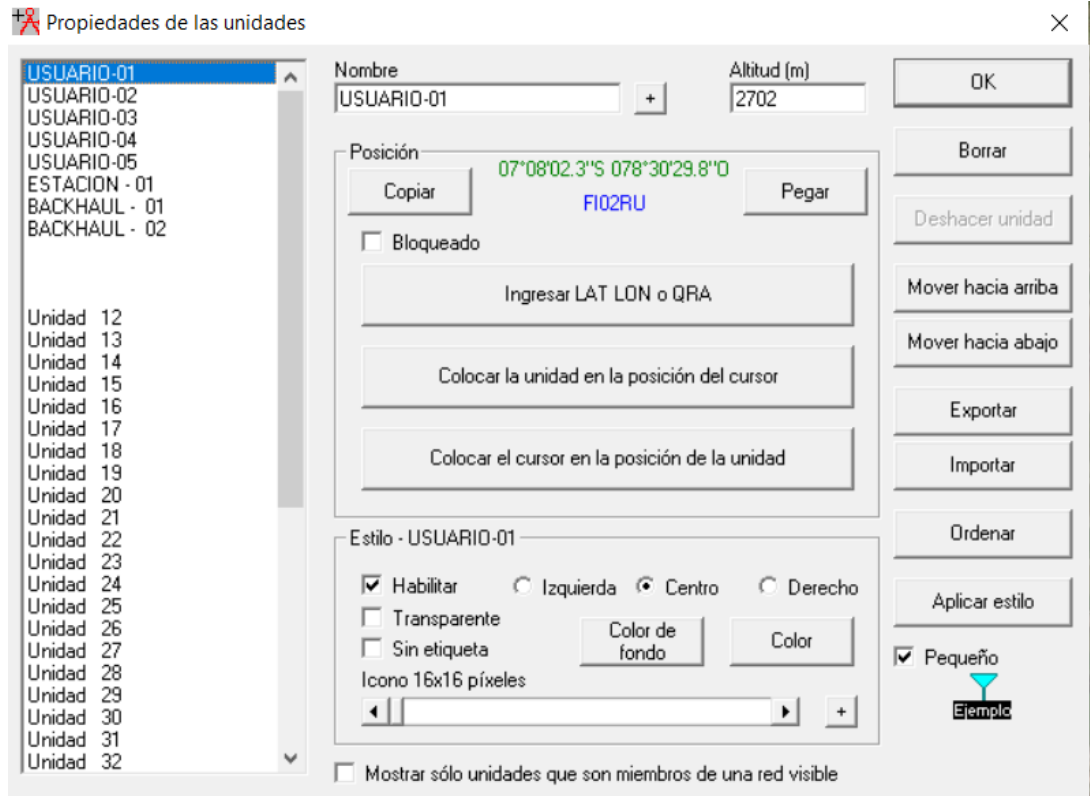 Propiedades de las unidades
USUARIO-01
USUARIO-02
USUARIO-03
USUARIO-04
USUARIO-05
ESTACION - 01
BACKHAUL - 01
BACKHAUL - 02
Unidad 12
Unidad 13
Unidad 14
Unidad 15
Unidad 16
Unidad 17
Unidad 18
Unidad 19
Unidad 20
Unidad 21
Unidad 22
Unidad 23
Unidad 24
Unidad 25
Unidad 26
Unidad 27
Unidad 28
Unidad 29
Unidad 30
Unidad 31
Unidad 32
Nombre
USUARIO-01
+
Altitud (m)
2702
Posición
Copiar
07°08'02.3"S 078°30'29.8"O
FI02RU
Pegar
Bloqueado
Ingresar LAT LON o QRA
Colocar la unidad en la posición del cursor
Colocar el cursor en la posición de la unidad
Estilo - USUARIO-01
Habilitar
Izquierda
Centro
Derecho
Transparente
Sin etiqueta
Color de
fondo
Color
Icono 16x16 píxeles
+
Mostrar sólo unidades que son miembros de una red visible
OK
Borrar
Deshacer unidad
Mover hacia arriba
Mover hacia abajo
Exportar
Importar
Ordenar
Aplicar estilo
Pequeño
Ejemplo